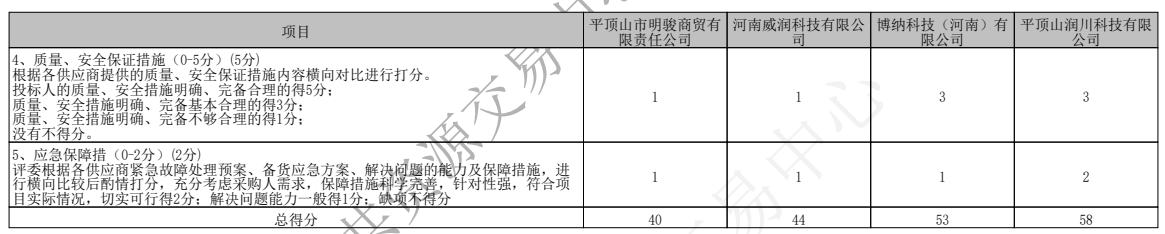 项目
平顶山市明骏商贸有
限责任公司
河南威润科技有限公
司
博纳科技（河南）有
限公司
平顶山润川科技有限
公司
4、质量、安全保证措施（0-5分）(5分)
根据各供应商提供的质量、安全保证措施内容横向对比进行打分。
投标人的质量、安全措施明确、完备合理的得5分；
质量、安全措施明确、完备基本合理的得3分；
质量、安全措施明确、完备不够合理的得1分；
没有不得分。
1
1
3
3
5、应急保障措（0-2分）(2分)
评委根据各供应商紧急故障处理预案、备货应急方案、解决问题的能力及保障措施，进
行横向比较后酌情打分，充分考虑采购人需求，保障措施科学完善，针对性强，符合项
目实际情况，切实可行得2分；解决问题能力一般得1分；缺项不得分
1
1
1
2
总得分
40
44
53
58
共资源交易
易中心